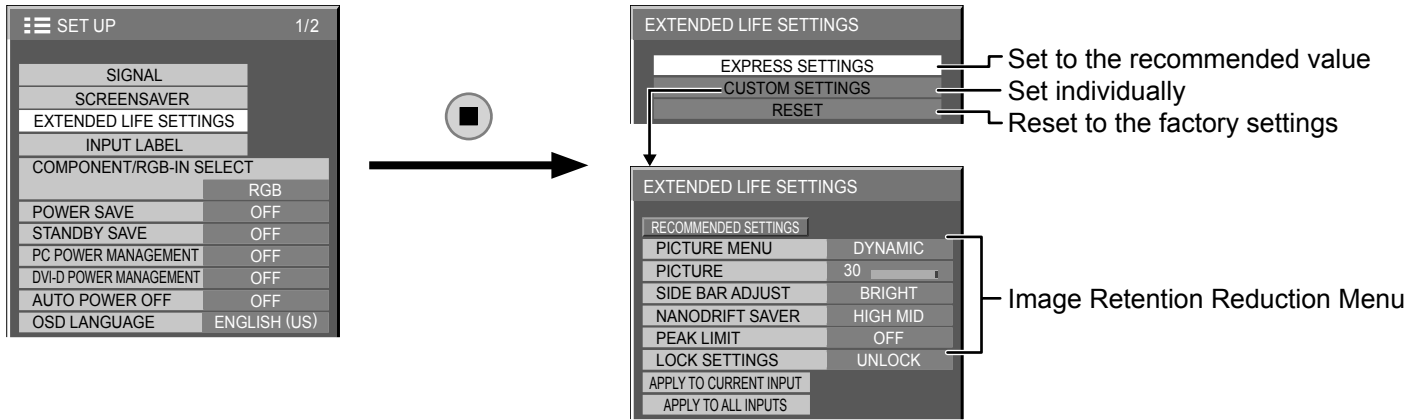 SET UP 1/2
SIGNAL
SCREENSAVER
EXTENDED LIFE SETTINGS
INPUT LABEL
COMPONENT/RGB-IN SELECT
RGB
POWER SAVE OFF
STANDBY SAVE OFF
PC POWER MANAGEMENT OFF
DVI-D POWER MANAGEMENT OFF
AUTO POWER OFF OFF
OSD LANGUAGE ENGLISH (US)
EXTENDED LIFE SETTINGS
EXPRESS SETTINGS
CUSTOM SETTINGS
RESET
Set to the recommended value
Set individually
Reset to the factory settings
EXTENDED LIFE SETTINGS
RECOMMENDED SETTINGS
PICTURE MENU DYNAMIC
PICTURE 30
SIDE BAR ADJUST BRIGHT
NANODRIFT SAVER HIGH MID
PEAK LIMIT OFF
LOCK SETTINGS UNLOCK
APPLY TO CURRENT INPUT
APPLY TO ALL INPUTS
Image Retention Reduction Menu